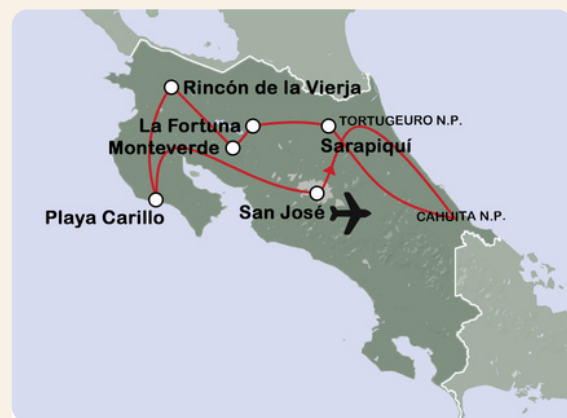 Rincón de la Vierja
La Fortuna
TORTUGEURO N.P.
Monteverde
Sarapiquí
Playa Carillo
San José
CAHUITA N.P.